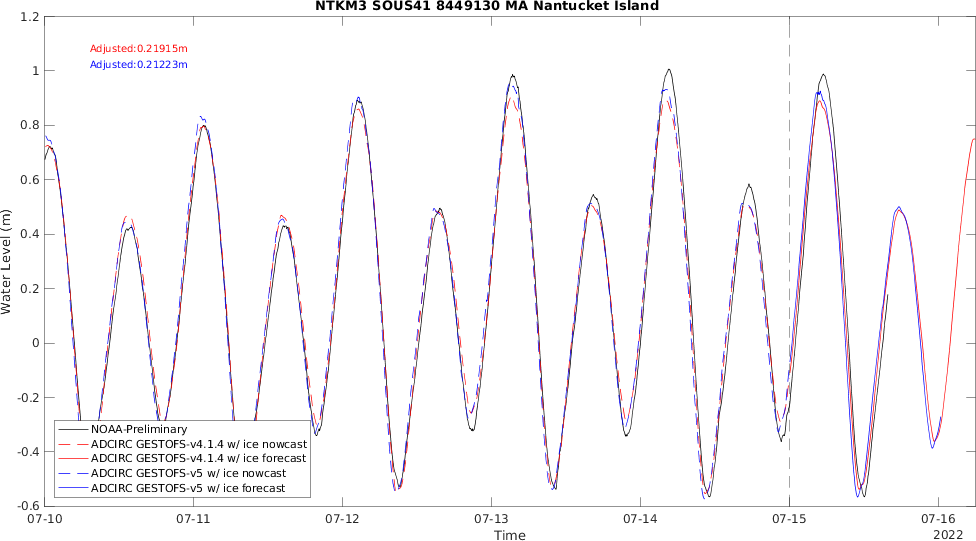 NTKM3 SOUS41 8449130 MA Nantucket Island
1.2
Adjusted:0.21915m
Adjusted:0.21223m
1
0.8
0.6
0.4
0.2
0
-0.2
-0.4
-0.6
Water Level (m)
NOAA-Preliminary
ADCIRC GESTOFS-v4.1.4 w/ ice nowcast
ADCIRC GESTOFS-v4.1.4 w/ ice forecast
ADCIRC GESTOFS-v5 w/ ice nowcast
ADCIRC GESTOFS-v5 w/ ice forecast
07-10 07-11 07-12 07-13 07-14 07-15 07-16
Time
2022